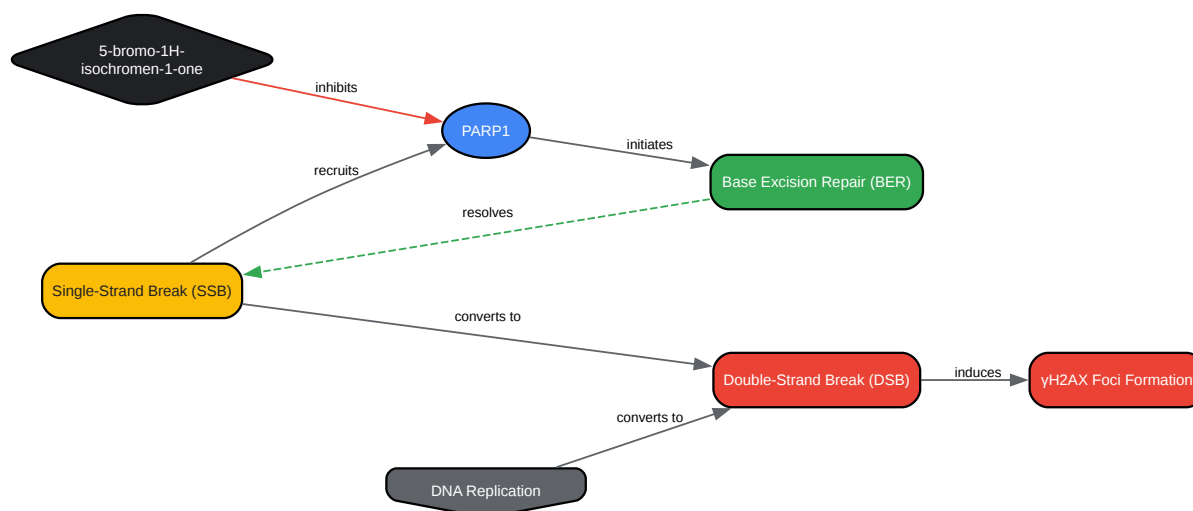 5-bromo-1H-
isochromen-1-one
inhibits
PARP1
initiates
recruits
Base Excision Repair (BER)
resolves
Single-Strand Break (SSB)
converts to
Double-Strand Break (DSB)
induces
γH2AX Foci Formation
converts to
DNA Replication